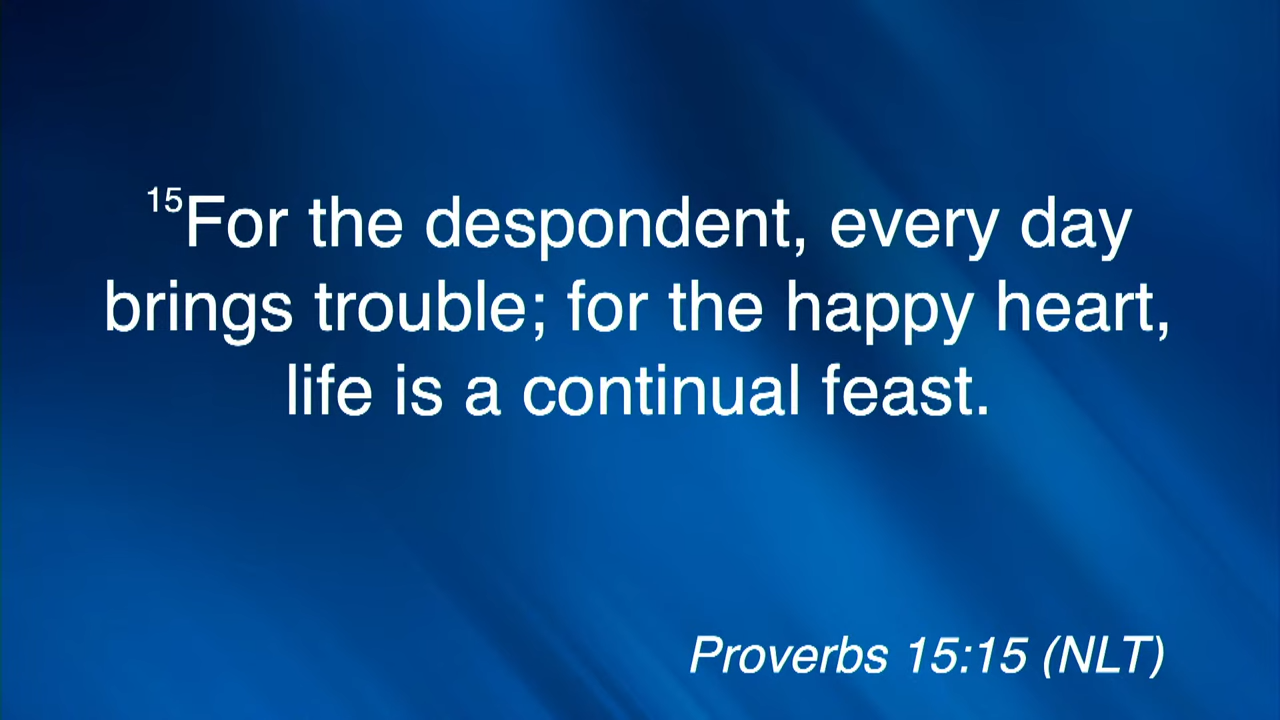 15For the despondent, every day
brings trouble; for the happy heart,
life is a continual feast.
Proverbs 15:15 (NLT)